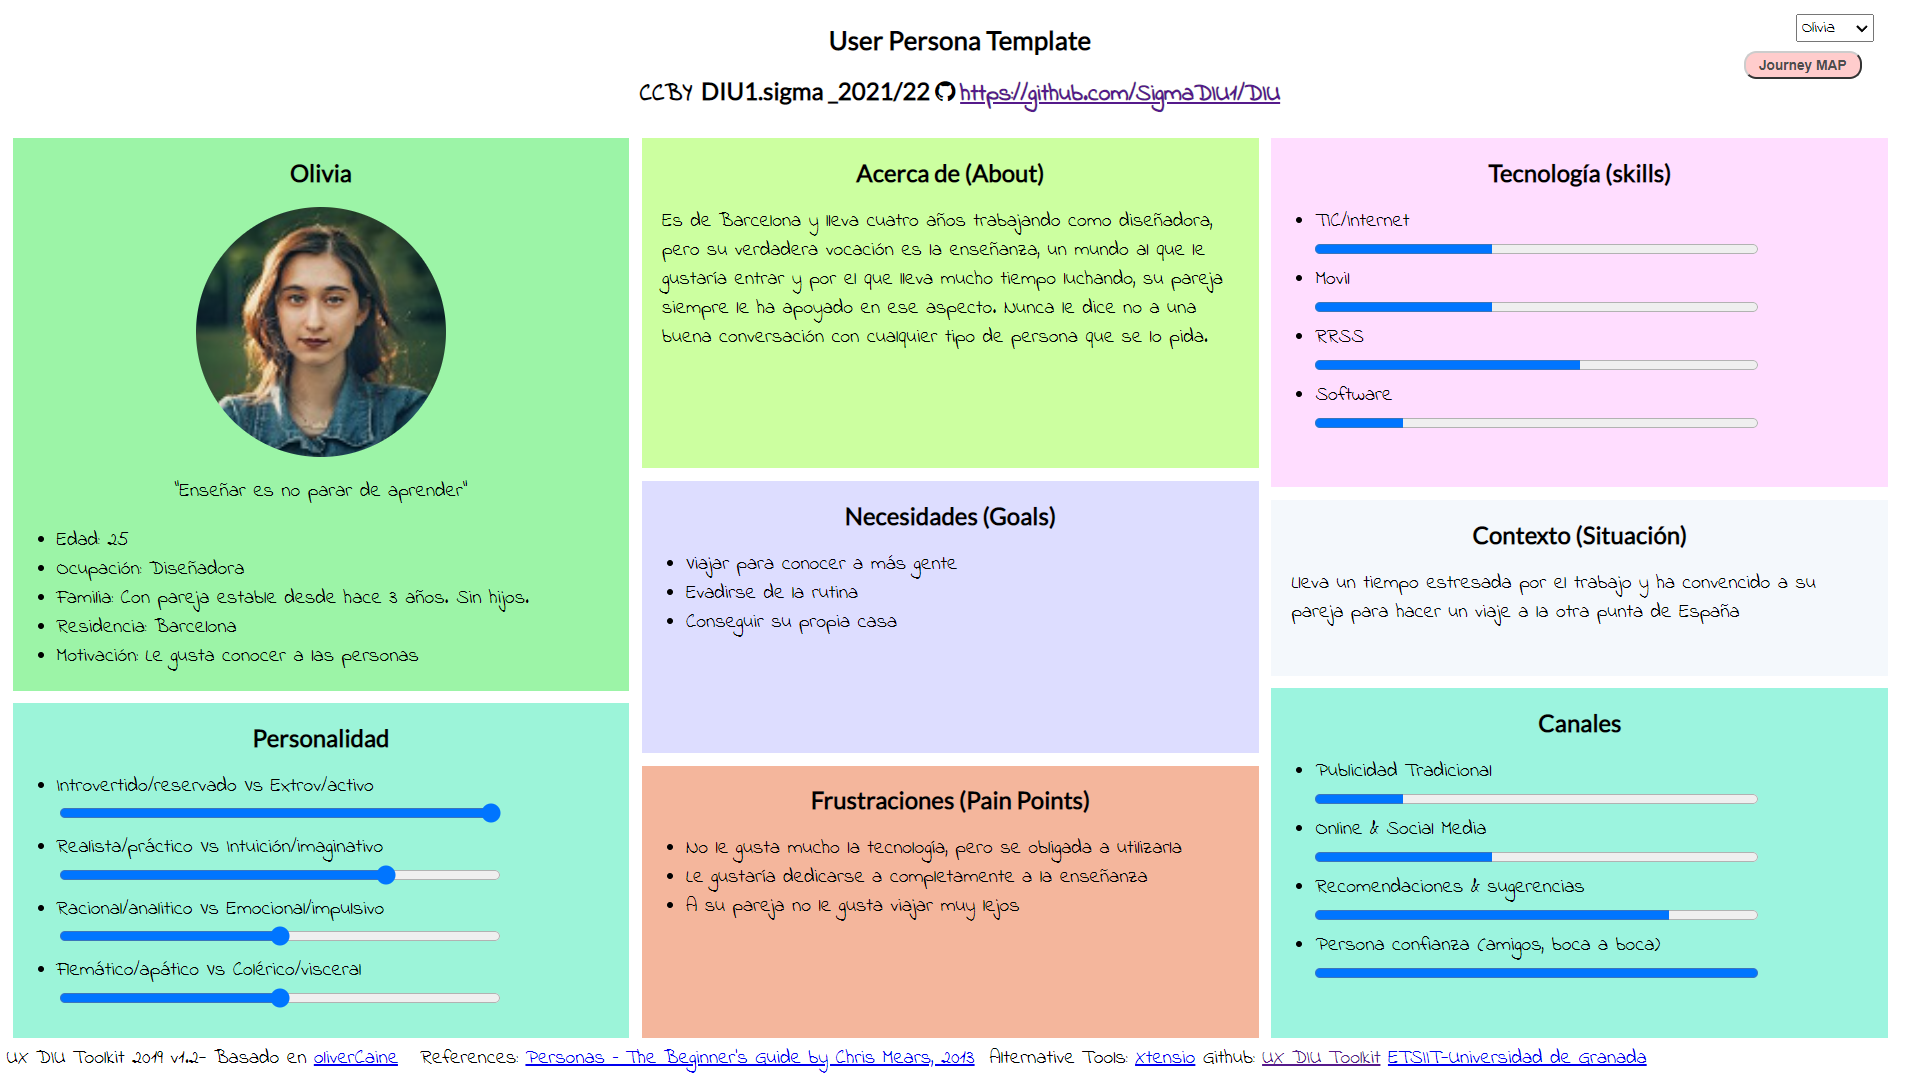 User Persona Template
Olivia
Journey MAP
CCBY DIU1.sigma _2021/22 https://github.com/SigmaDIU1/DIU
Olivia
"Enseñar es no parar de aprender"
Edad: 25
Ocupación: Diseñadora
Familia: Con pareja estable desde hace 3 años. Sin hijos.
Residencia: Barcelona
Motivación: Le gusta conocer a las personas
Personalidad
Introvertido/reservado Vs Extrov/activo
Realista/práctico Vs Intuición/imaginativo
Racional/analitico Vs Emocional/impulsivo
Flemático/apático Vs Colérico/visceral
Acerca de (About)
Es de Barcelona y lleva cuatro años trabajando como diseñadora,
pero su verdadera vocación es la enseñanza, un mundo al que le
gustaría entrar y por el que lleva mucho tiempo luchando, su pareja
siempre le ha apoyado en ese aspecto. Nunca le dice no a una
buena conversación con cualquier tipo de persona que se lo pida.
Necesidades (Goals)
Viajar para conocer a más gente
Evadirse de la rutina
Conseguir su propia casa
Frustraciones (Pain Points)
No le gusta mucho la tecnología, pero se obligada a utilizarla
Le gustaría dedicarse a completamente a la enseñanza
A su pareja no le gusta viajar muy lejos
Tecnología (skills)
TIC/Internet
Movil
RRSS
Software
Contexto (Situación)
Lleva un tiempo estresada por el trabajo y ha convencido a su
pareja para hacer un viaje a la otra punta de España
Canales
Publicidad Tradicional
Online & Social Media
Recomendaciones & sugerencias
Persona confianza (amigos, boca a boca)
UX DIU Toolkit 2019 v1.2- Basado en oliverCaine References: Personas - The Beginner's Guide by Chris Mears, 2013 Alternative Tools: Xtensio Github: UX DIU Toolkit ETSIIT-Universidad de Granada